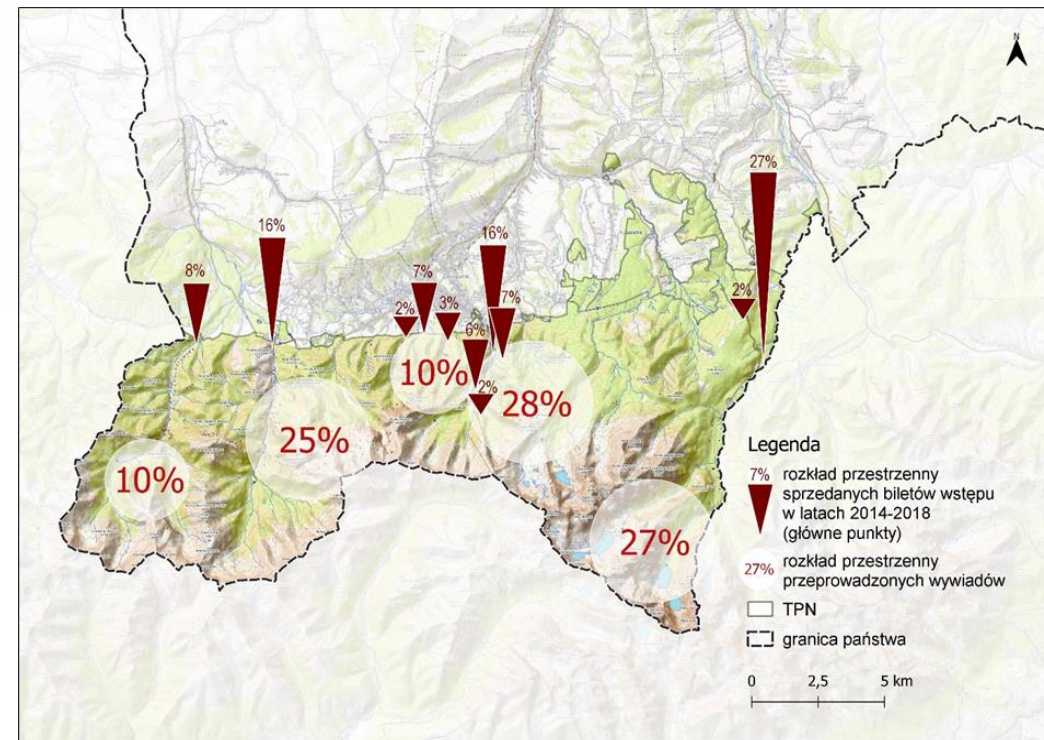 N
27%
16%
16%
8%
2%
7%
7%
3%
2%
6%
2%
10%
28%
25%
10%
27%
Legenda
7% rozkład przestrzenny
sprzedanych biletów wstępu
w latach 2014-2018
(główne punkty)
27% rozkład przestrzenny
przeprowadzonych wywiadów
TPN
granica państwa
0 2,5 5 km